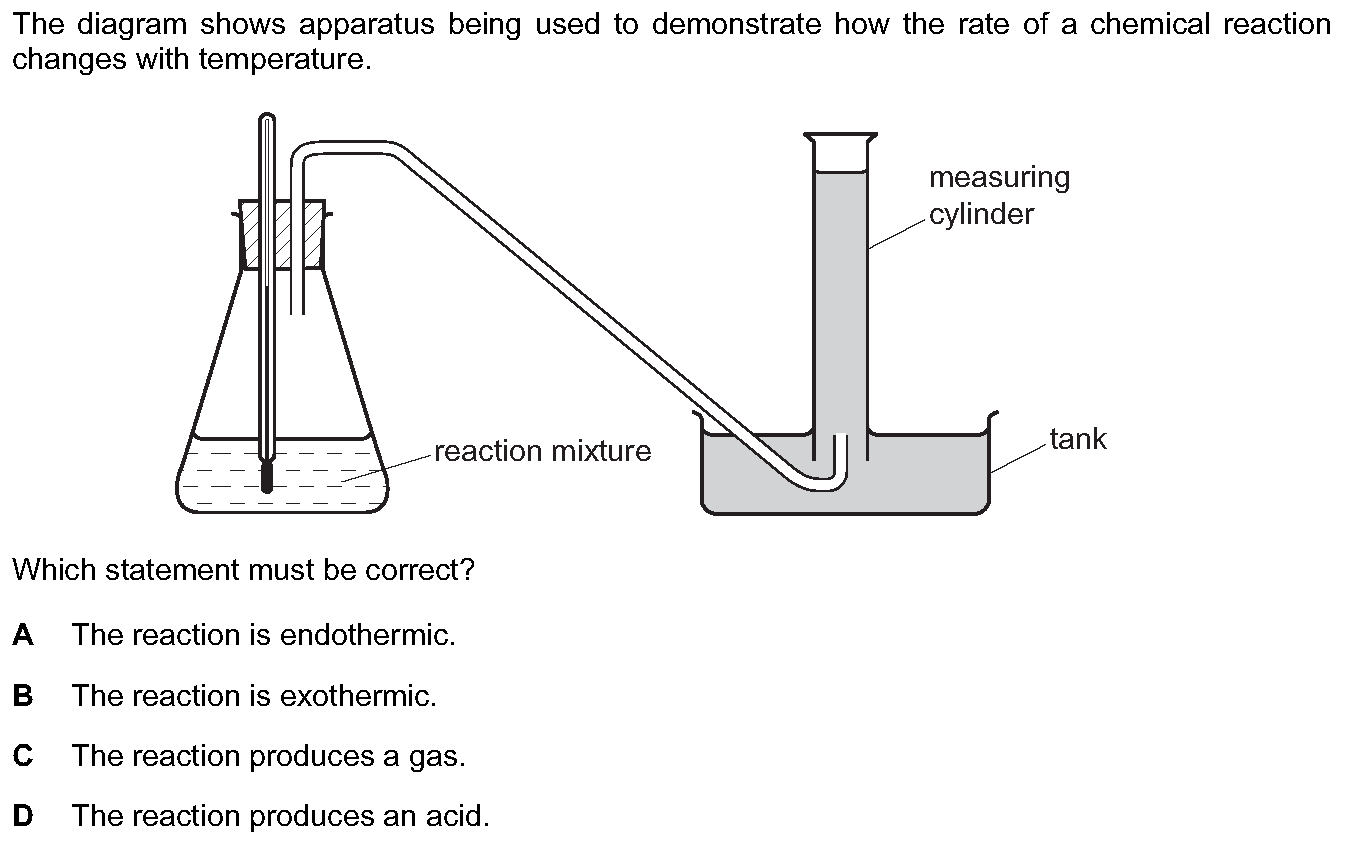 The diagram shows apparatus being used to demonstrate how the rate of a chemical reaction
changes with temperature.
measuring
cylinder
reaction mixture
tank
Which statement must be correct?
A The reaction is endothermic.
B The reaction is exothermic.
C The reaction produces a gas.
D The reaction produces an acid.